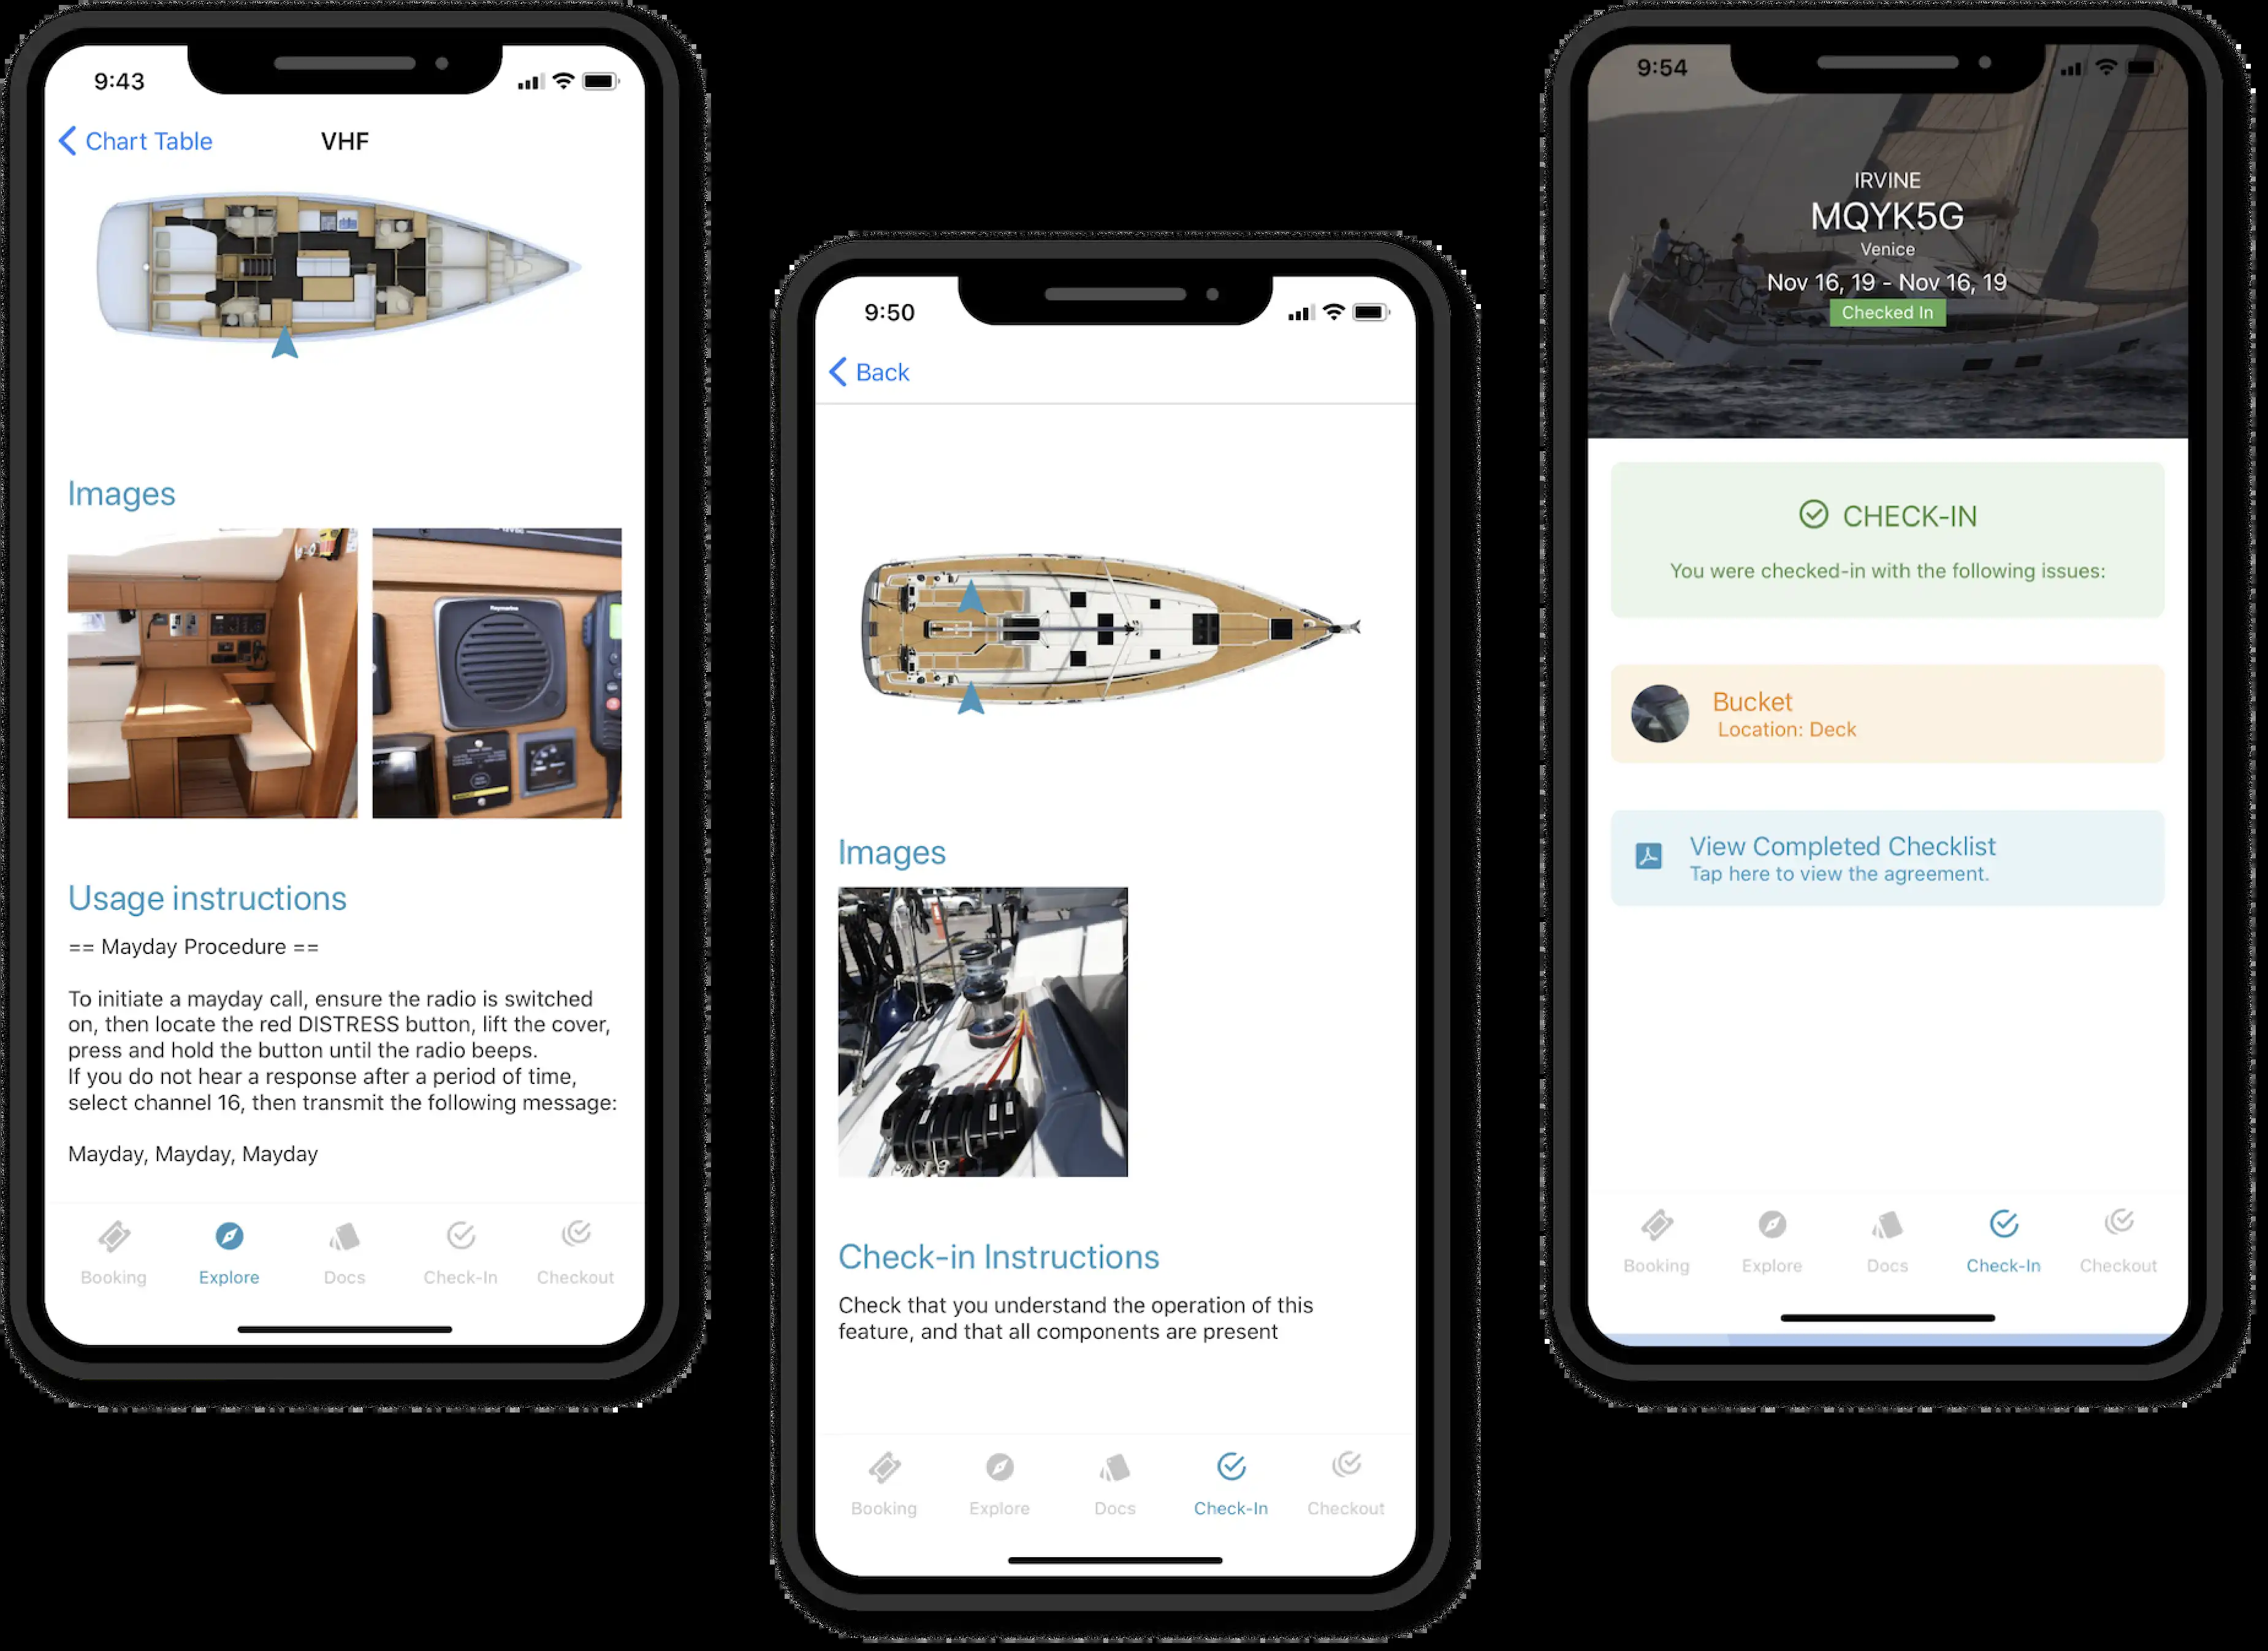 9:43
Chart Table
VHF
Images
Raymarine
Usage instructions
== Mayday Procedure ==
To initiate a mayday call, ensure the radio is switched
on, then locate the red DISTRESS button, lift the cover,
press and hold the button until the radio beeps.
If you do not hear a response after a period of time,
select channel 16, then transmit the following message:
Mayday, Mayday, Mayday
Booking
Explore
Docs
Check-In
Checkout
9:50
Back
Images
Check-in Instructions
Check that you understand the operation of this
feature, and that all components are present
Booking
Explore
Docs
Check-In
Checkout
9:54
IRVINE
MQYK5G
Venice
Nov 16, 19 - Nov 16, 19
Checked In
CHECK-IN
You were checked-in with the following issues:
Bucket
Location: Deck
View Completed Checklist
Tap here to view the agreement.
Booking
Explore
Docs
Check-In
Checkout